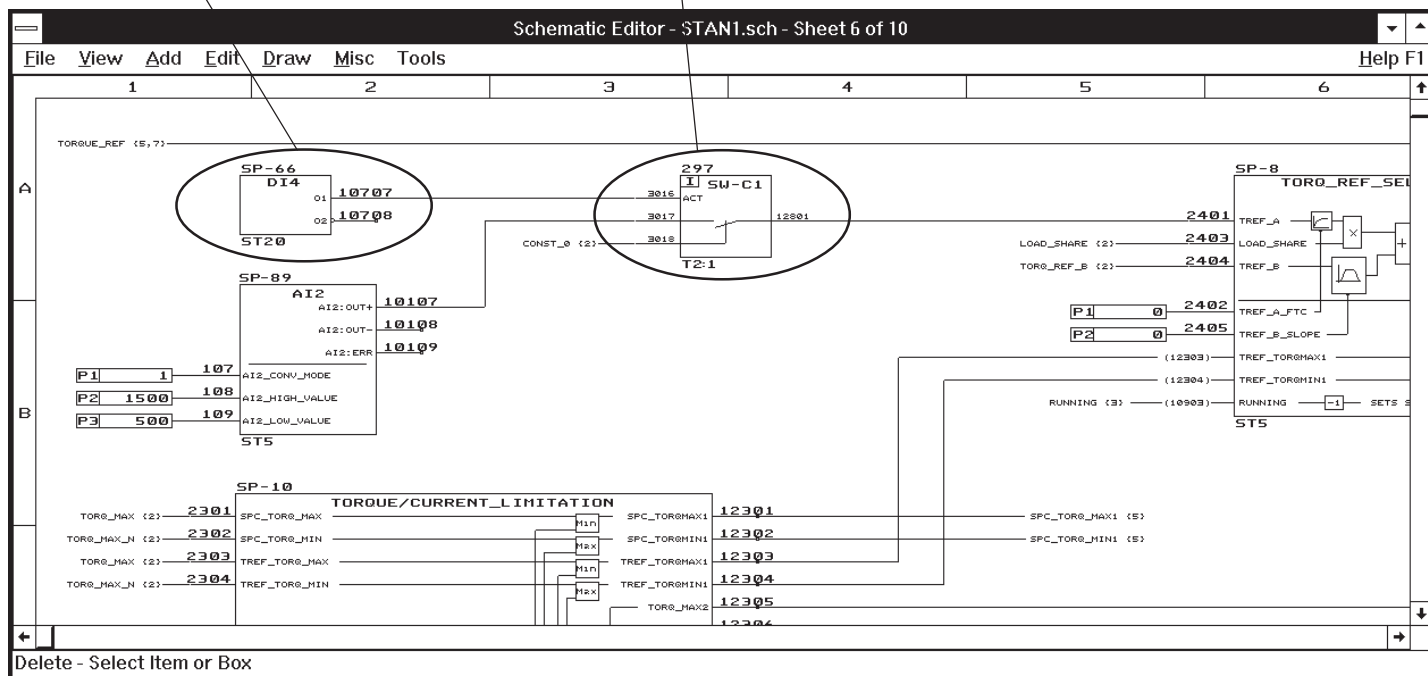 Schematic Editor - STAN1.sch - Sheet 6 of 10
File View Add Edit Draw Misc Tools Help F1
1 2 3 4 5 6
A
B
TORQUE_REF (5,7)
SP-66
DI4
O1 10707
O2 10708
ST20
297
I SW-C1
3016 ACT
3017 12801
CONST_0 (2) 3018
T2:1
SP-89
AI2
AI2:OUT+ 10107
AI2:OUT- 10108
AI2:ERR 10109
P1 1 107 AI2_CONV_MODE
P2 1500 108 AI2_HIGH_VALUE
P3 500 109 AI2_LOW_VALUE
ST5
SP-8
TORQ_REF_SEL
2401 TREF_A
LOAD_SHARE (2) 2403 LOAD_SHARE
TORQ_REF_B (2) 2404 TREF_B
X
+
P1 0 2402 TREF_A_FTC
P2 0 2405 TREF_B_SLOPE
(12303) TREF_TORQMAX1
(12304) TREF_TORQMIN1
RUNNING (3) (10903) RUNNING -1 SETS S
ST5
SP-10
TORQUE/CURRENT_LIMITATION
TORQ_MAX (2) 2301 SPC_TORQ_MAX Min SPC_TORQMAX1 12301 SPC_TORQ_MAX1 (5)
TORQ_MAX_N (2) 2302 SPC_TORQ_MIN Max SPC_TORQMIN1 12302 SPC_TORQ_MIN1 (5)
TORQ_MAX (2) 2303 TREF_TORQ_MAX Min TREF_TORQMAX1 12303
TORQ_MAX_N (2) 2304 TREF_TORQ_MIN Max TREF_TORQMIN1 12304
TORQ_MAX2 12305
12306
Delete - Select Item or Box